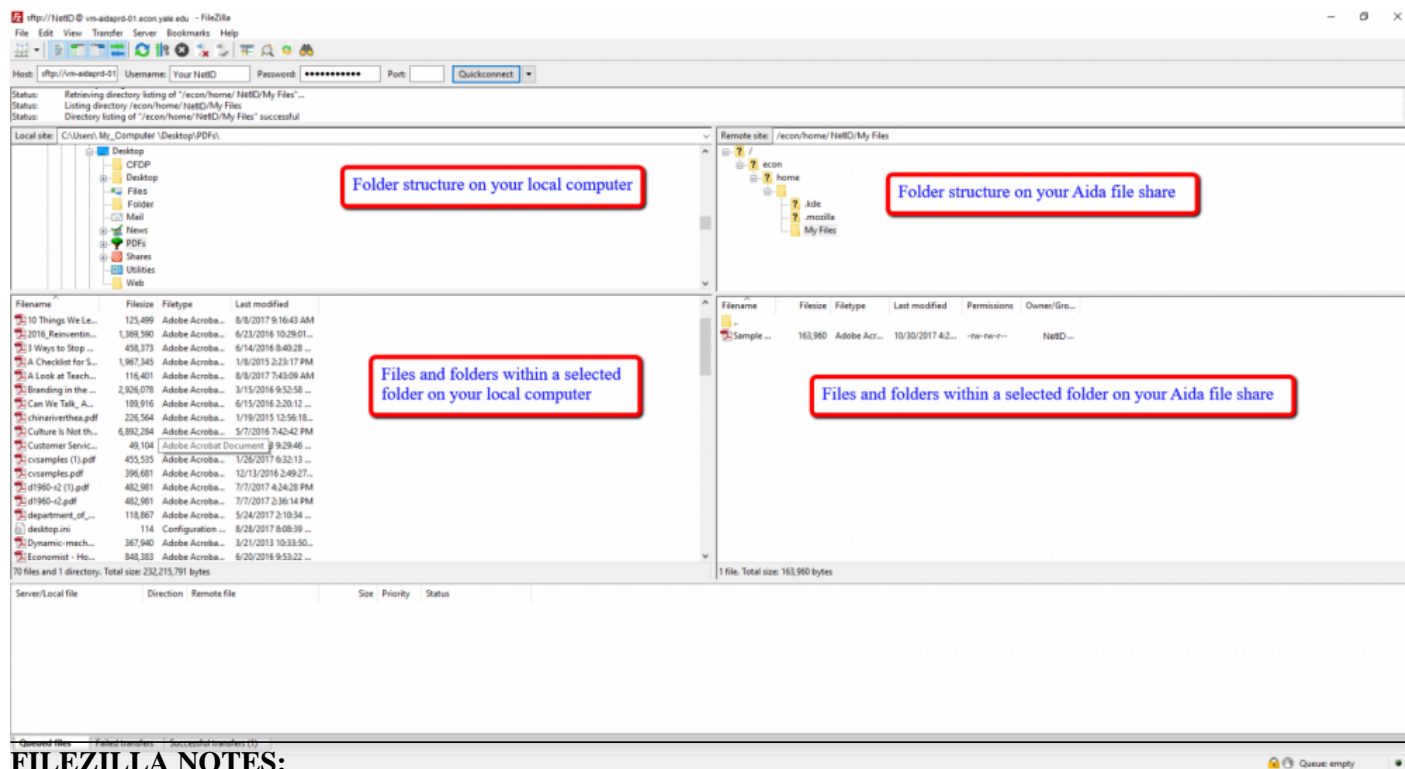 sftp://NetID@ vm-aidaprd-01.econ.yale.edu - FileZilla
File Edit View Transfer Server Bookmarks Help
Host: sftp://vm-aidaprd-01 Username: Your NetID Password: ●●●●●●●●●●● Port: Quickconnect
Status: Retrieving directory listing of "/econ/home/ NetID/My Files"...
Status: Listing directory /econ/home/ NetID/My Files
Status: Directory listing of "/econ/home/ NetID/My Files" successful
Local site: C:\Users\ My_Computer \Desktop\PDFs\
Desktop
CFDP
Desktop
Files
Folder
Mail
News
PDFs
Shares
Utilities
Web
Folder structure on your local computer
Remote site: /econ/home/ NetID/My Files
/
econ
home
.kde
.mozilla
My Files
Folder structure on your Aida file share
Filename Filesize Filetype Last modified
10 Things We Le... 125,499 Adobe Acroba... 8/8/2017 9:16:43 AM
2016_Reinventin... 1,369,590 Adobe Acroba... 6/23/2016 10:29:01...
3 Ways to Stop ... 458,373 Adobe Acroba... 6/14/2016 8:40:28 ...
A Checklist for S... 1,967,345 Adobe Acroba... 1/8/2015 2:23:17 PM
A Look at Teach... 116,401 Adobe Acroba... 8/8/2017 7:43:09 AM
Branding in the ... 2,926,078 Adobe Acroba... 3/15/2016 9:52:58 ...
Can We Talk_ A... 189,916 Adobe Acroba... 6/15/2016 2:20:12 ...
chinariverthea.pdf 226,564 Adobe Acroba... 1/19/2015 12:56:18...
Culture Is Not th... 6,892,284 Adobe Acroba... 5/7/2016 7:42:42 PM
Customer Servic... 49,104 Adobe Acrobat Document 9:29:46 ...
cvsamples (1).pdf 455,535 Adobe Acroba... 1/26/2017 6:32:13 ...
cvsamples.pdf 396,681 Adobe Acroba... 12/13/2016 2:49:27...
d1960-r2 (1).pdf 482,981 Adobe Acroba... 7/7/2017 4:24:28 PM
d1960-r2.pdf 482,981 Adobe Acroba... 7/7/2017 2:36:14 PM
department_of_... 118,867 Adobe Acroba... 5/24/2017 2:10:34 ...
desktop.ini 114 Configuration ... 8/28/2017 8:08:39 ...
Dynamic-mech... 367,940 Adobe Acroba... 3/21/2013 10:33:50...
Economist - Ho... 848,383 Adobe Acroba... 6/20/2016 9:53:22 ...
70 files and 1 directory. Total size: 232,215,791 bytes
Files and folders within a selected
folder on your local computer
Filename Filesize Filetype Last modified Permissions Owner/Gro...
..
Sample ... 163,960 Adobe Acr... 10/30/2017 4:2... -rw-rw-r-- NetID ...
Files and folders within a selected folder on your Aida file share
1 file. Total size: 163,960 bytes
Server/Local file Direction Remote file Size Priority Status
Queued files Failed transfers Successful transfers (1)
FILEZILLA NOTES:
Queue: empty